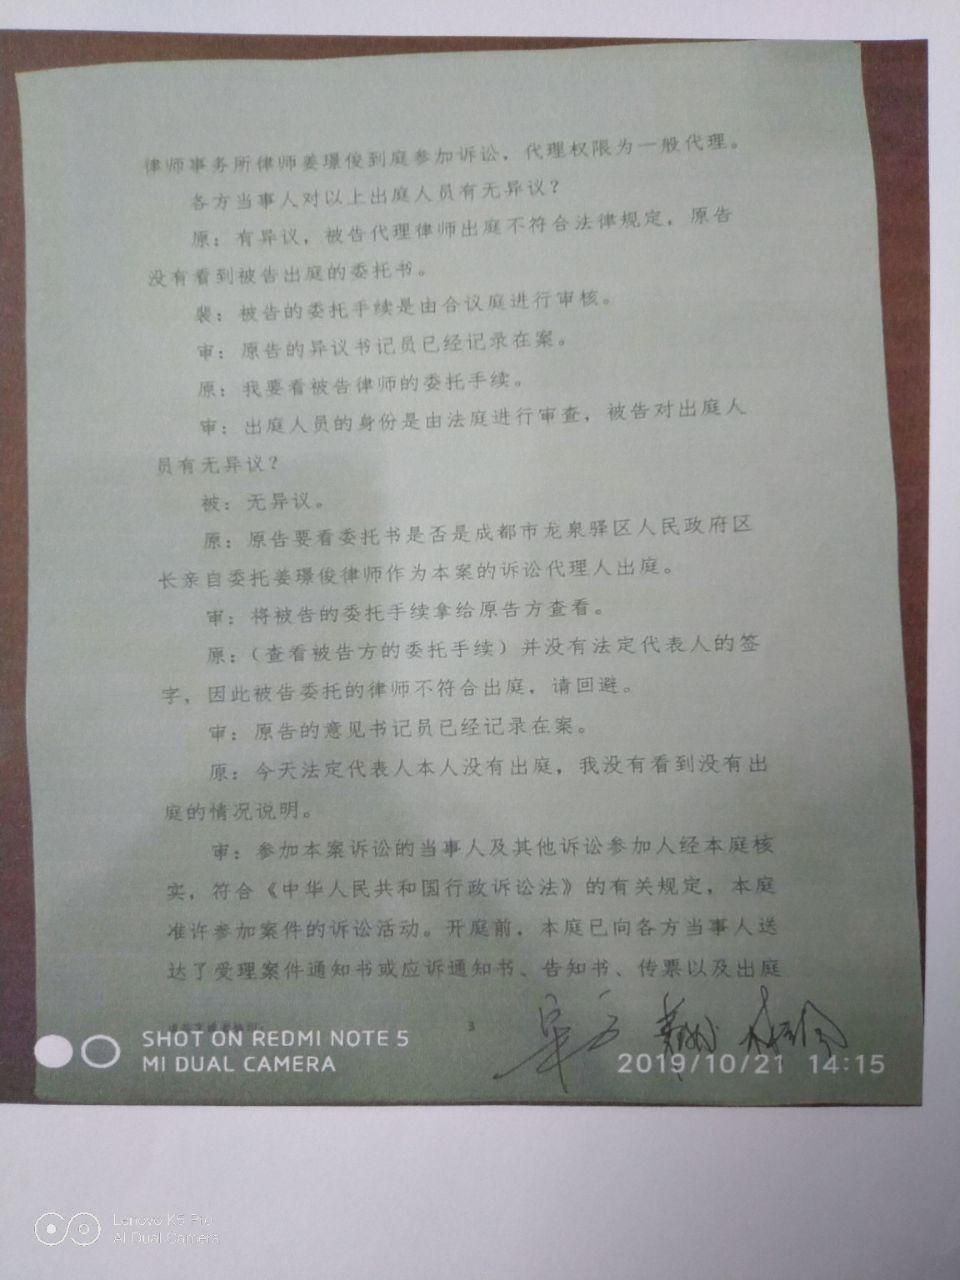 律师事务所律师姜璟俊到庭参加诉讼，代理权限为一般代理。
各方当事人对以上出庭人员有无异议？
原：有异议，被告代理律师出庭不符合法律规定，原告
没有看到被告出庭的委托书。
裴：被告的委托手续是由合议庭进行审核。
审：原告的异议书记员已经记录在案。
原：我要看被告律师的委托手续。
审：出庭人员的身份是由法庭进行审查，被告对出庭人
员有无异议？
被：无异议。
原：原告要看委托书是否是成都市龙泉驿区人民政府区
长亲自委托姜璟俊律师作为本案的诉讼代理人出庭。
审：将被告的委托手续拿给原告方查看。
原：（查看被告方的委托手续）并没有法定代表人的签
字，因此被告委托的律师不符合出庭，请回避。
审：原告的意见书记员已经记录在案。
原：今天法定代表人本人没有出庭，我没有看到没有出
庭的情况说明。
审：参加本案诉讼的当事人及其他诉讼参加人经本庭核
实，符合《中华人民共和国行政诉讼法》的有关规定，本庭
准许参加案件的诉讼活动。开庭前，本庭已向各方当事人送
达了受理案件通知书或应诉通知书、告知书、传票以及出庭
3
SHOT ON REDMI NOTE 5
MI DUAL CAMERA
2019/10/21 14:15
Lenovo K5 Pro
AI Dual Camera